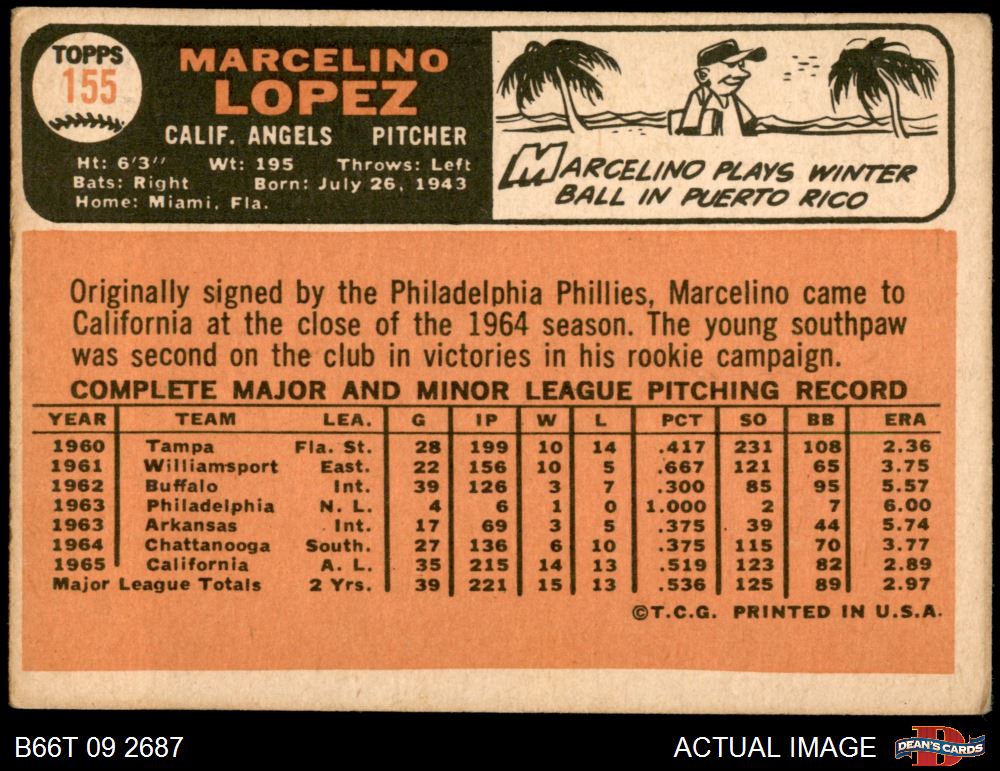 TOPPS
155
MARCELINO
LOPEZ
CALIF. ANGELS PITCHER
Ht: 6'3" Wt: 195 Throws: Left
Bats: Right Born: July 26, 1943
Home: Miami, Fla.
MARCELINO PLAYS WINTER
BALL IN PUERTO RICO
Originally signed by the Philadelphia Phillies, Marcelino came to
California at the close of the 1964 season. The young southpaw
was second on the club in victories in his rookie campaign.
COMPLETE MAJOR AND MINOR LEAGUE PITCHING RECORD
YEAR TEAM LEA. G IP W L PCT SO BB ERA
1960 Tampa Fla. St. 28 199 10 14 .417 231 108 2.36
1961 Williamsport East. 22 156 10 5 .667 121 65 3.75
1962 Buffalo Int. 39 126 3 7 .300 85 95 5.57
1963 Philadelphia N. L. 4 6 1 0 1.000 2 7 6.00
1963 Arkansas Int. 17 69 3 5 .375 39 44 5.74
1964 Chattanooga South. 27 136 6 10 .375 115 70 3.77
1965 California A. L. 35 215 14 13 .519 123 82 2.89
Major League Totals 2 Yrs. 39 221 15 13 .536 125 89 2.97
©T.C.G. PRINTED IN U.S.A.
B66T 09 2687 ACTUAL IMAGE DEAN'S CARDS